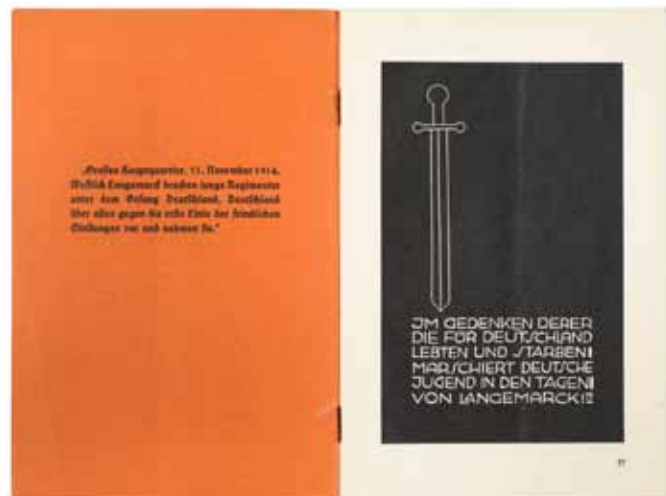 „Großes Hauptquartier, 11. November 1914.
Westlich Langemarck brachen junge Regimenter
unter dem Gesang Deutschland, Deutschland
über alles gegen die erste Linie der feindlichen
Stellungen vor und nahmen sie.“
IM GEDENKEN DERER
DIE FÜR DEUTSCHLAND
LEBTEN UND STARBEN
MARSCHIERT DEUTSCHE
JUGEND IN DEN TAGEN
VON LANGEMARCK